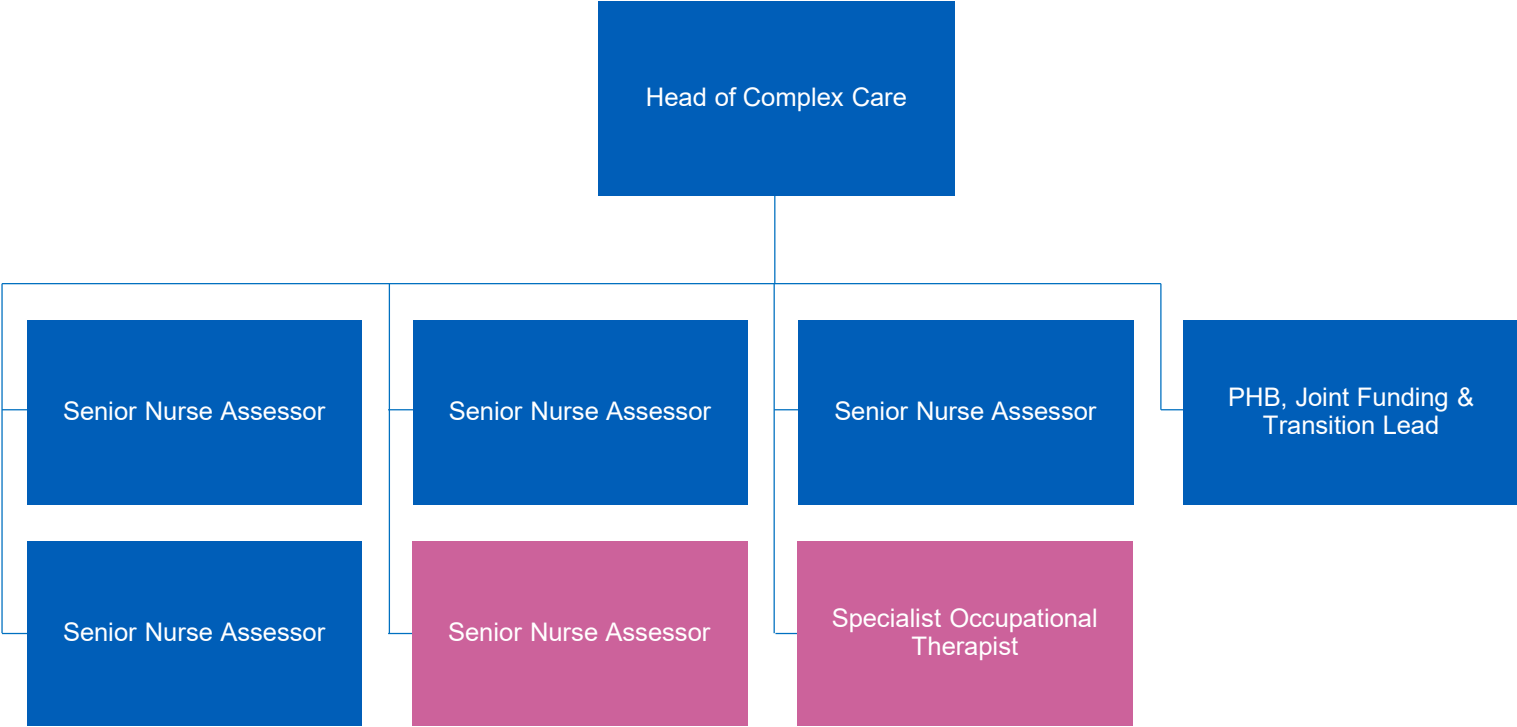 Head of Complex Care
Senior Nurse Assessor
Senior Nurse Assessor
Senior Nurse Assessor
PHB, Joint Funding &
Transition Lead
Senior Nurse Assessor
Senior Nurse Assessor
Specialist Occupational
Therapist